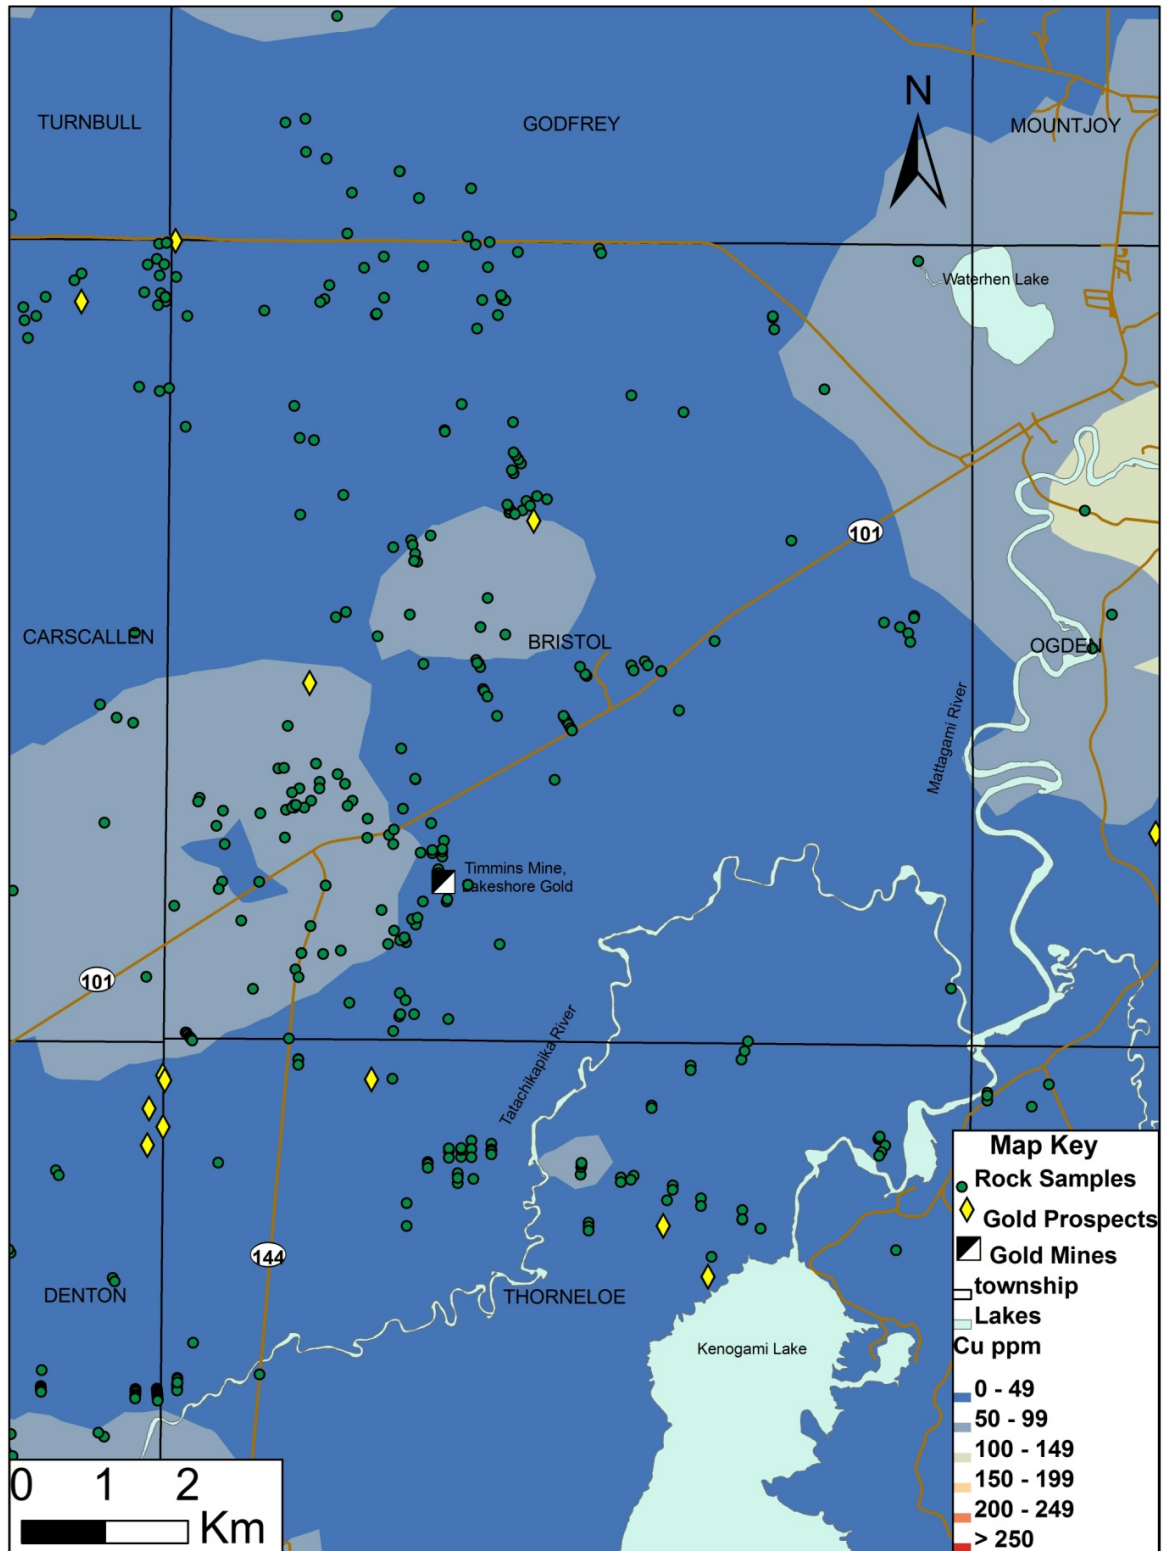 N
TURNBULL
GODFREY
MOUNTJOY
Waterhen Lake
101
CARSCALLEN
BRISTOL
OGDEN
Mattagami River
Timmins Mine,
Lakeshore Gold
101
Tatachikapika River
144
DENTON
THORNELOE
Kenogami Lake
Map Key
Rock Samples
Gold Prospects
Gold Mines
township
Lakes
Cu ppm
0 - 49
50 - 99
100 - 149
150 - 199
200 - 249
> 250
0 1 2
Km